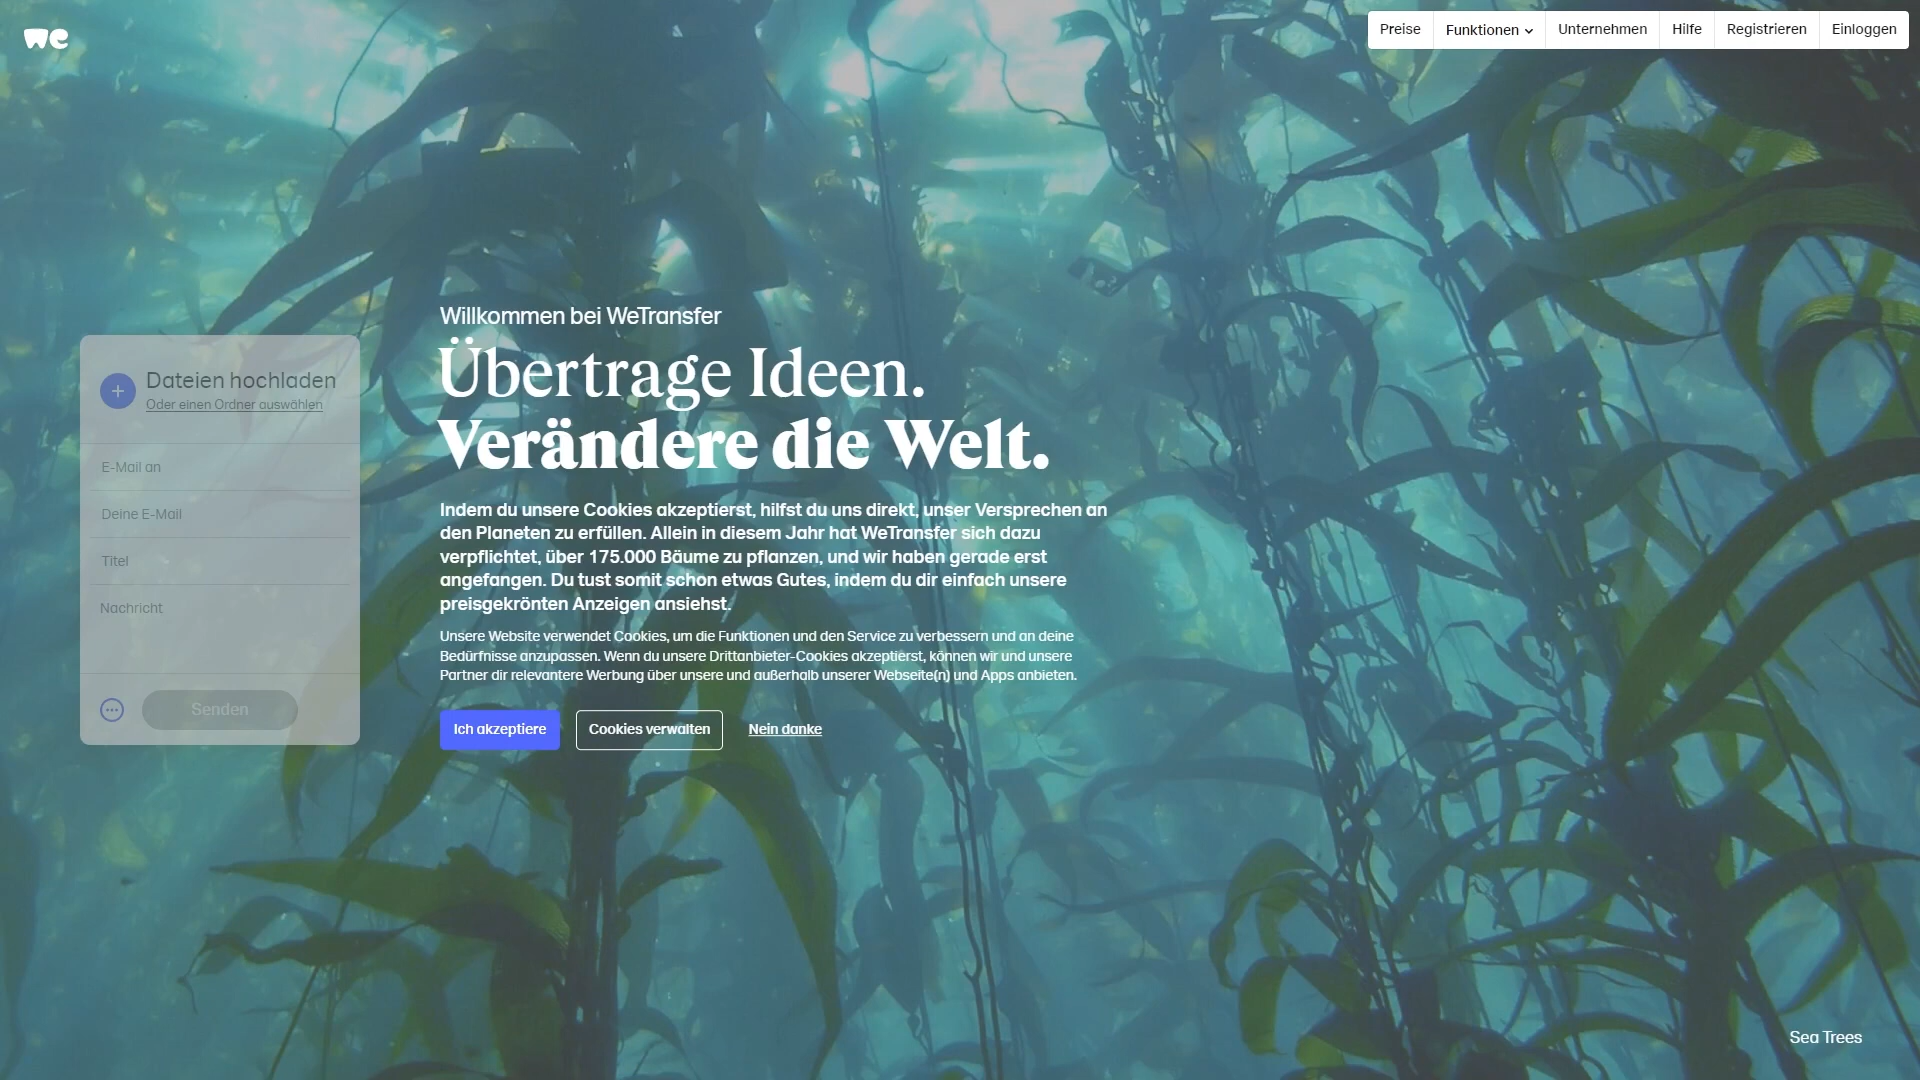 we
Preise
Funktionen
Unternehmen
Hilfe
Registrieren
Einloggen
Dateien hochladen
Oder einen Ordner auswählen
E-Mail an
Deine E-Mail
Titel
Nachricht
Senden
Willkommen bei WeTransfer
Übertrage Ideen.
Verändere die Welt.
Indem du unsere Cookies akzeptierst, hilfst du uns direkt, unser Versprechen an
den Planeten zu erfüllen. Allein in diesem Jahr hat WeTransfer sich dazu
verpflichtet, über 175.000 Bäume zu pflanzen, und wir haben gerade erst
angefangen. Du tust somit schon etwas Gutes, indem du dir einfach unsere
preisgekrönten Anzeigen ansiehst.
Unsere Website verwendet Cookies, um die Funktionen und den Service zu verbessern und an deine
Bedürfnisse anzupassen. Wenn du unsere Drittanbieter-Cookies akzeptierst, können wir und unsere
Partner dir relevantere Werbung über unsere und außerhalb unserer Webseite(n) und Apps anbieten.
Ich akzeptiere
Cookies verwalten
Nein danke
Sea Trees